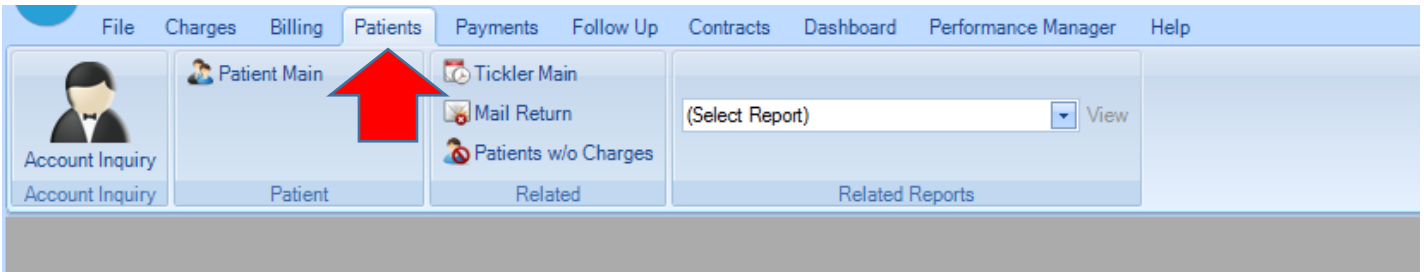 File Charges Billing Patients Payments Follow Up Contracts Dashboard Performance Manager Help
Account Inquiry
Account Inquiry
Patient Main
Patient
Tickler Main
Mail Return
Patients w/o Charges
Related
(Select Report) View
Related Reports